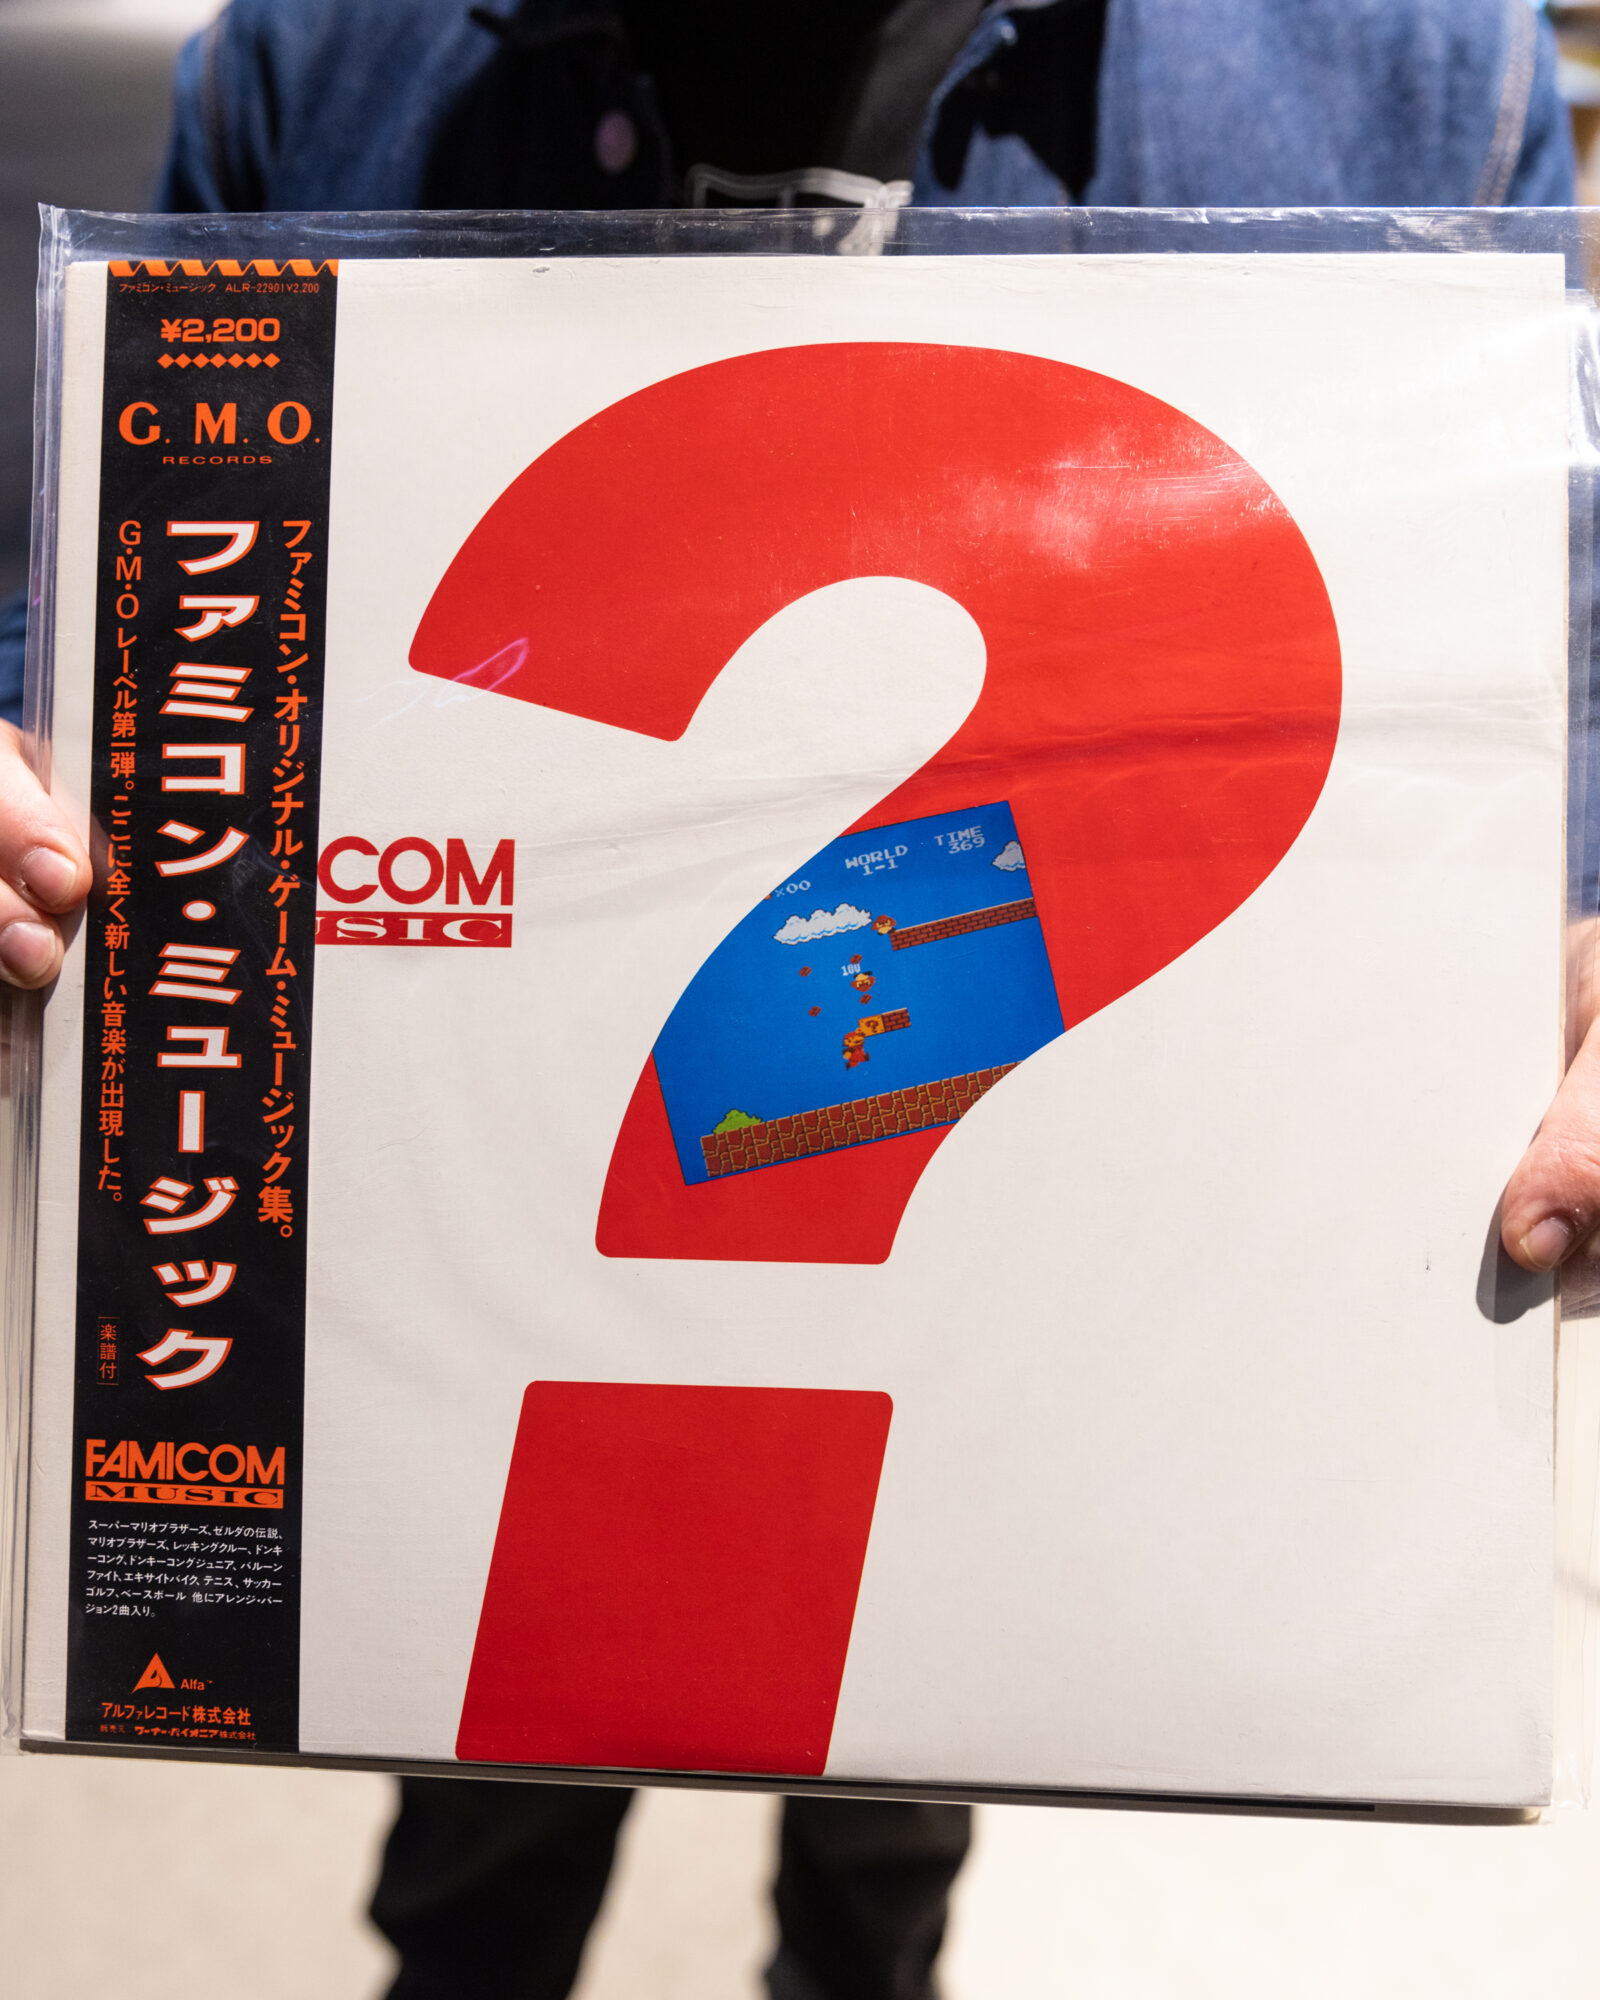 ファミコン・ミュージック ALR-22901 ¥2,200
¥2,200
G. M. O.
RECORDS
ファミコン・オリジナル・ゲーム・ミュージック集。
ファミコン・ミュージック
G・M・Oレーベル第一弾。ここに全く新しい音楽が出現した。
楽譜付
FAMICOM
MUSIC
スーパーマリオブラザーズ、ゼルダの伝説、
マリオブラザーズ、レッキングクルー、ドンキ
ーコング、ドンキーコングジュニア、バルーン
ファイト、エキサイトバイク、テニス、サッカー
ゴルフ、ベースボール 他にアレンジ・バー
ジョン2曲入り。
Alfa™
アルファレコード株式会社
販売元:ワーナー・パイオニア株式会社
COM
USIC
×00
WORLD
1-1
TIME
369
100
?